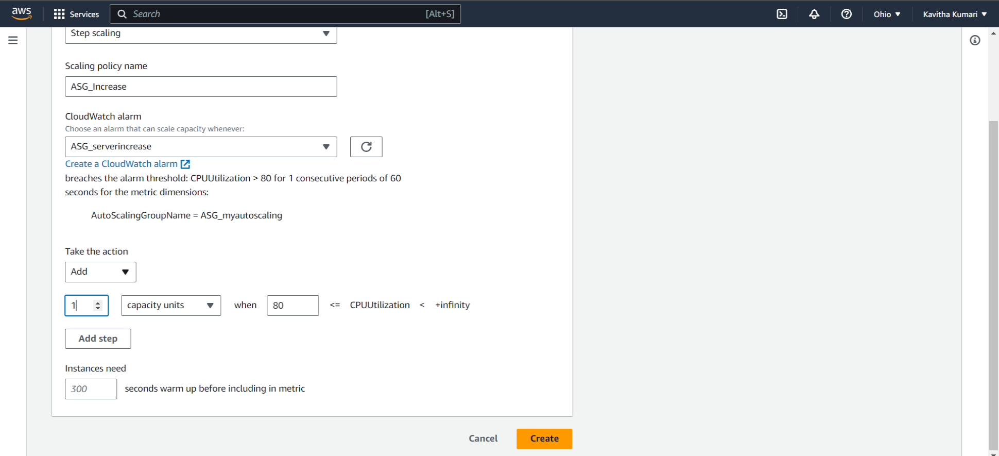 aws Services Search [Alt+S] Ohio Kavitha Kumari
Step scaling
Scaling policy name
ASG_Increase
CloudWatch alarm
Choose an alarm that can scale capacity whenever:
ASG_serverincrease
Create a CloudWatch alarm
breaches the alarm threshold: CPUUtilization > 80 for 1 consecutive periods of 60
seconds for the metric dimensions:
AutoScalingGroupName = ASG_myautoscaling
Take the action
Add
1 capacity units when 80 <= CPUUtilization < +infinity
Add step
Instances need
300 seconds warm up before including in metric
Cancel Create